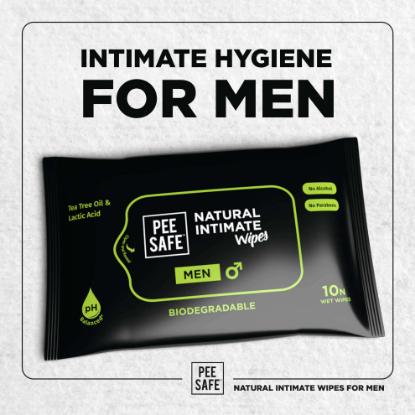 INTIMATE HYGIENE
FOR MEN
Tea Tree Oil &
Lactic Acid
No Alcohol
No Parabens
PEE
SAFE
NATURAL
INTIMATE
Wipes
MEN
BIODEGRADABLE
pH
Balanced*
10N
WET WIPES
PEE
SAFE
NATURAL INTIMATE WIPES FOR MEN